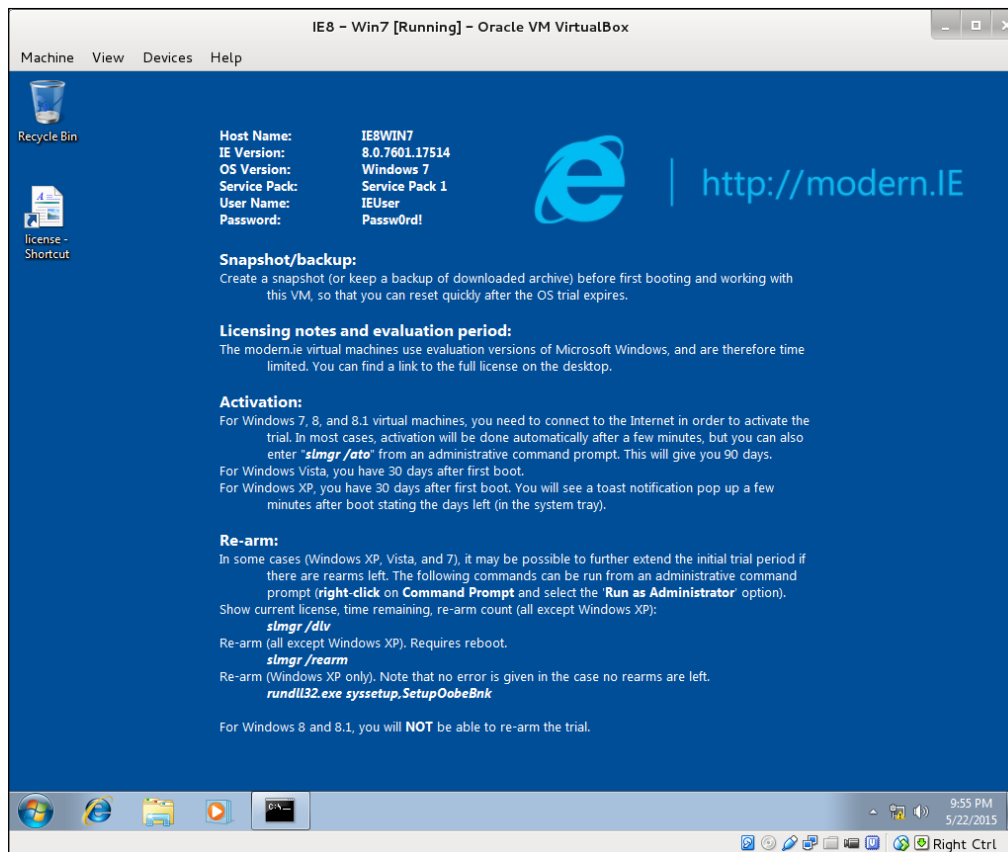 IE8 – Win7 [Running] – Oracle VM VirtualBox
Machine View Devices Help
Recycle Bin
license -
Shortcut
Host Name: IE8WIN7
IE Version: 8.0.7601.17514
OS Version: Windows 7
Service Pack: Service Pack 1
User Name: IEUser
Password: Passw0rd!
http://modern.IE
Snapshot/backup:
Create a snapshot (or keep a backup of downloaded archive) before first booting and working with
this VM, so that you can reset quickly after the OS trial expires.
Licensing notes and evaluation period:
The modern.ie virtual machines use evaluation versions of Microsoft Windows, and are therefore time
limited. You can find a link to the full license on the desktop.
Activation:
For Windows 7, 8, and 8.1 virtual machines, you need to connect to the Internet in order to activate the
trial. In most cases, activation will be done automatically after a few minutes, but you can also
enter "slmgr /ato" from an administrative command prompt. This will give you 90 days.
For Windows Vista, you have 30 days after first boot.
For Windows XP, you have 30 days after first boot. You will see a toast notification pop up a few
minutes after boot stating the days left (in the system tray).
Re-arm:
In some cases (Windows XP, Vista, and 7), it may be possible to further extend the initial trial period if
there are rearms left. The following commands can be run from an administrative command
prompt (right-click on Command Prompt and select the 'Run as Administrator' option).
Show current license, time remaining, re-arm count (all except Windows XP):
slmgr /dlv
Re-arm (all except Windows XP). Requires reboot.
slmgr /rearm
Re-arm (Windows XP only). Note that no error is given in the case no rearms are left.
rundll32.exe syssetup,SetupOobeBnk
For Windows 8 and 8.1, you will NOT be able to re-arm the trial.
C:\_
9:55 PM
5/22/2015
Right Ctrl